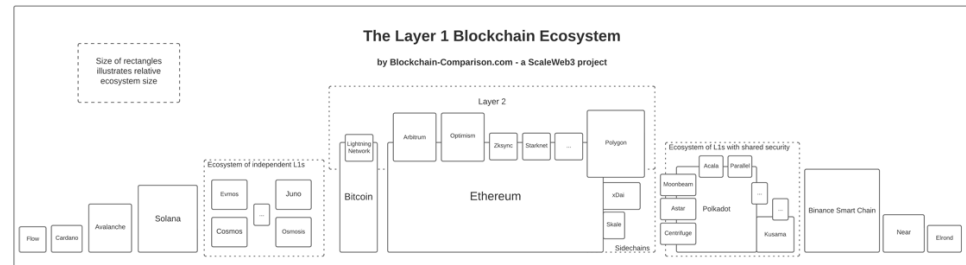 The Layer 1 Blockchain Ecosystem
by Blockchain-Comparison.com - a ScaleWeb3 project
Size of rectangles
illustrates relative
ecosystem size
Flow
Cardano
Avalanche
Solana
Ecosystem of independent L1s
Evmos
Juno
...
Cosmos
Osmosis
Layer 2
Lightning
Network
Bitcoin
Arbitrum
Optimism
Zksync
Starknet
...
Polygon
Ethereum
xDai
Skale
Sidechains
Ecosystem of L1s with shared security
Acala
Parallel
Moonbeam
...
Astar
Polkadot
...
Centrifuge
Kusama
Binance Smart Chain
Near
Elrond